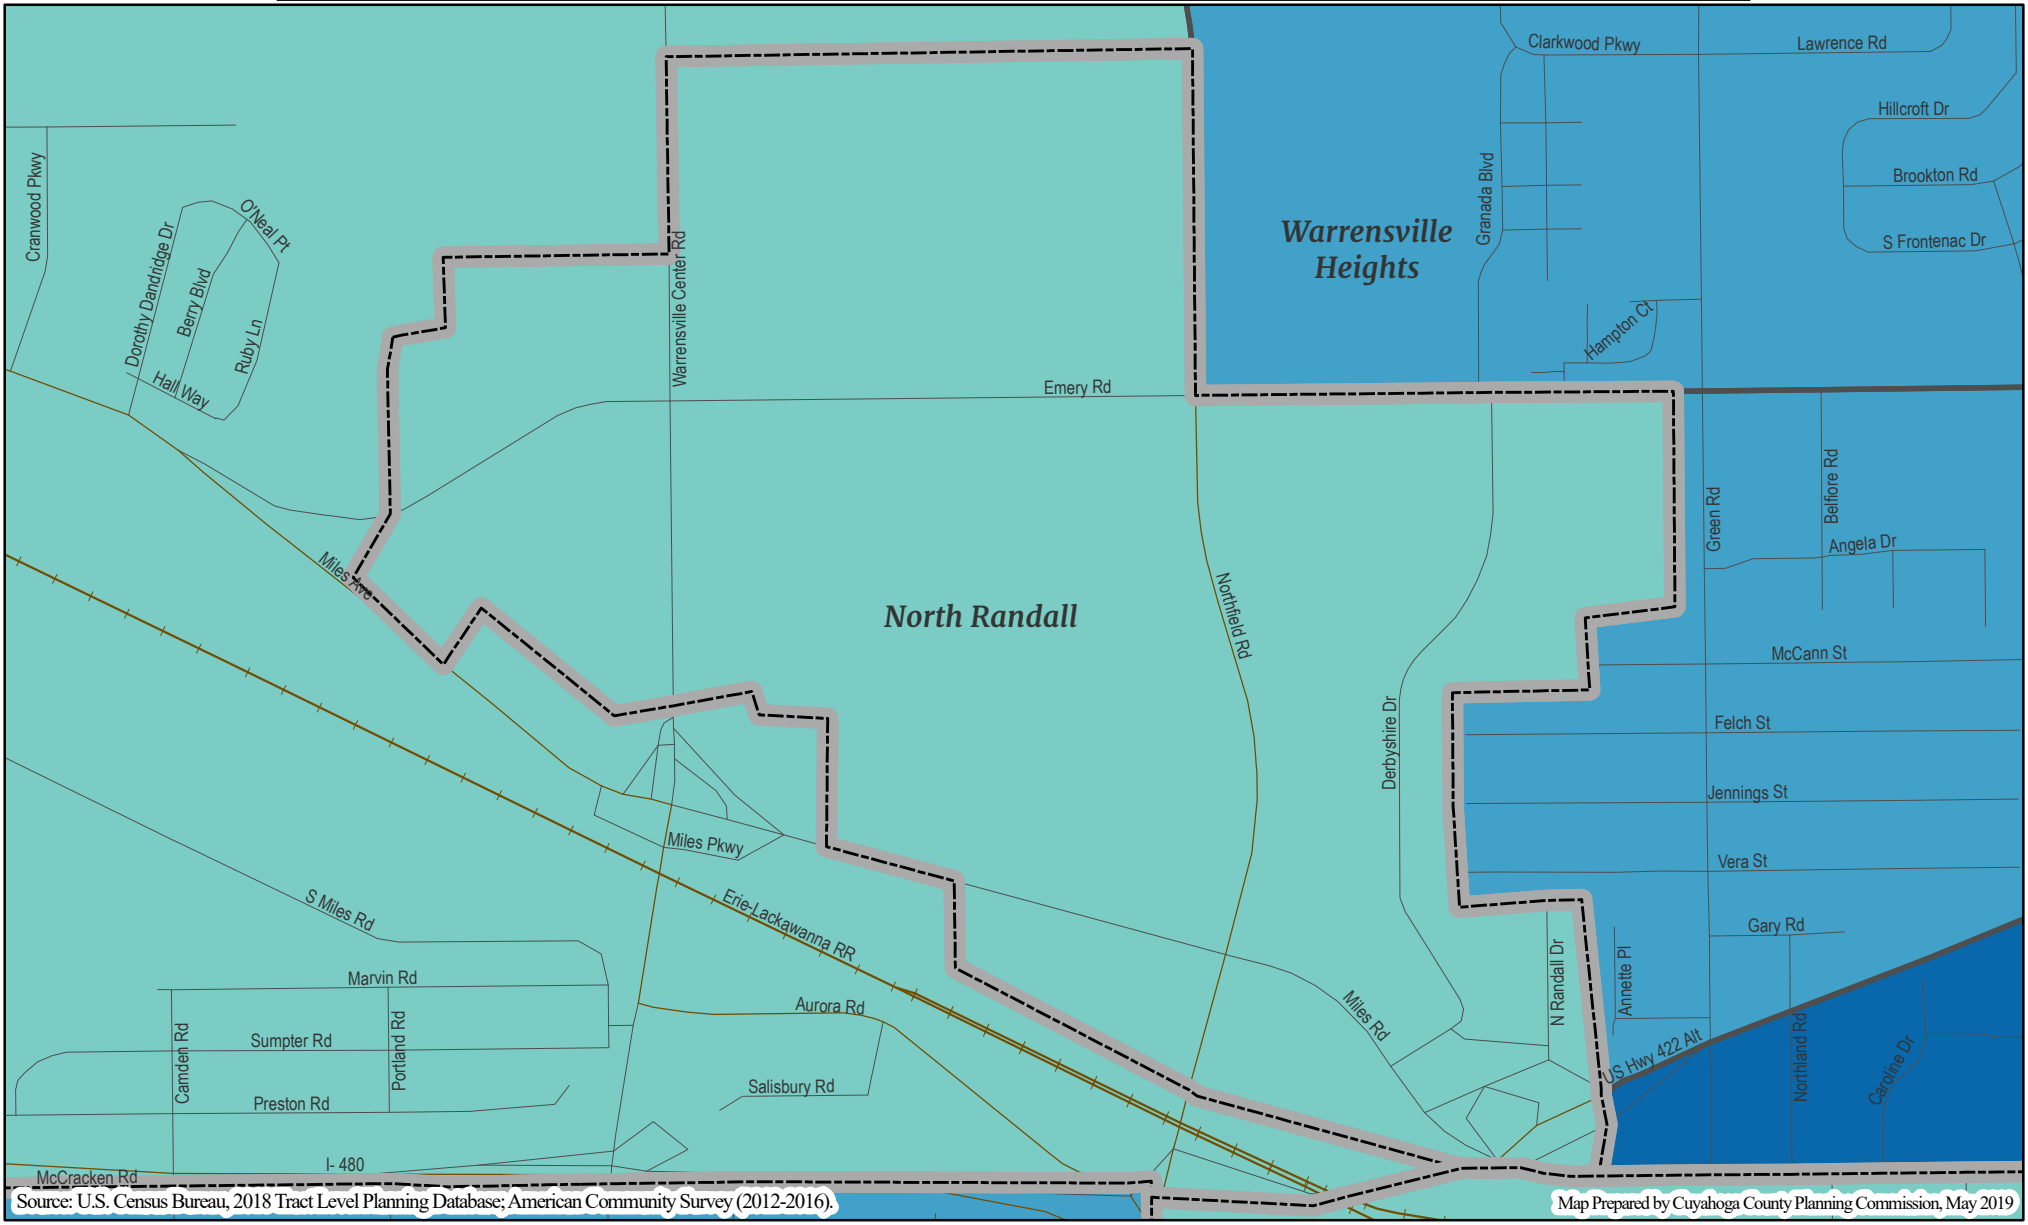 Clarkwood Pkwy
Lawrence Rd
Hillcroft Dr
Brookton Rd
S Frontenac Dr
Granada Blvd
Hampton Ct
Warrensville
Heights
Cranwood Pkwy
O'Neal Pt
Dorothy Dandridge Dr
Berry Blvd
Ruby Ln
Hall Way
Warrensville Center Rd
Emery Rd
Green Rd
Belfiore Rd
Angela Dr
Miles Ave
North Randall
Northfield Rd
Derbyshire Dr
McCann St
Felch St
Jennings St
Vera St
Miles Pkwy
S Miles Rd
Erie-Lackawanna RR
Gary Rd
Marvin Rd
Aurora Rd
Miles Rd
N Randall Dr
Annette Pl
Camden Rd
Sumpter Rd
Portland Rd
US Hwy 422 Alt
Northland Rd
Caroline Dr
Salisbury Rd
Preston Rd
I- 480
McCracken Rd
Source: U.S. Census Bureau, 2018 Tract Level Planning Database; American Community Survey (2012-2016).
Map Prepared by Cuyahoga County Planning Commission, May 2019